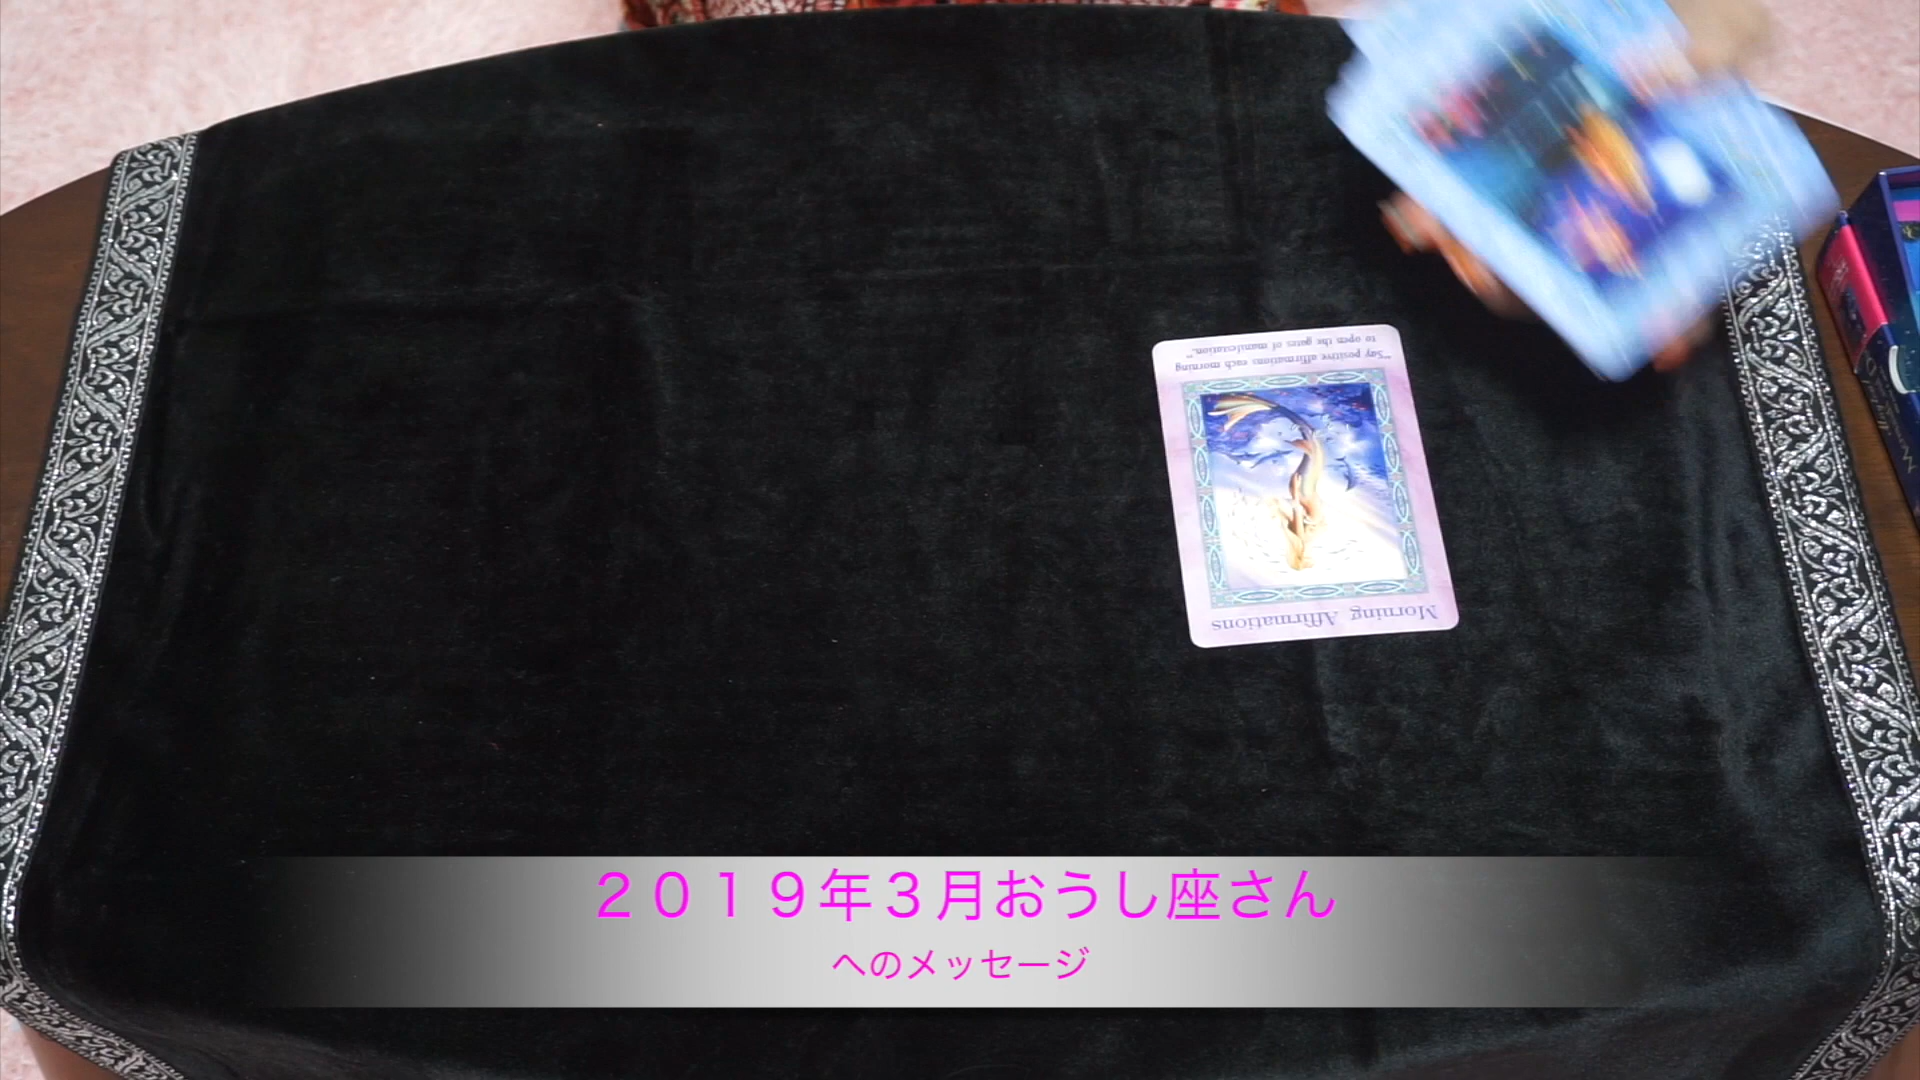 Morning Affirmations
"Say positive affirmations each morning
to open the gates of manifestation."
２０１９年３月おうし座さん
へのメッセージ